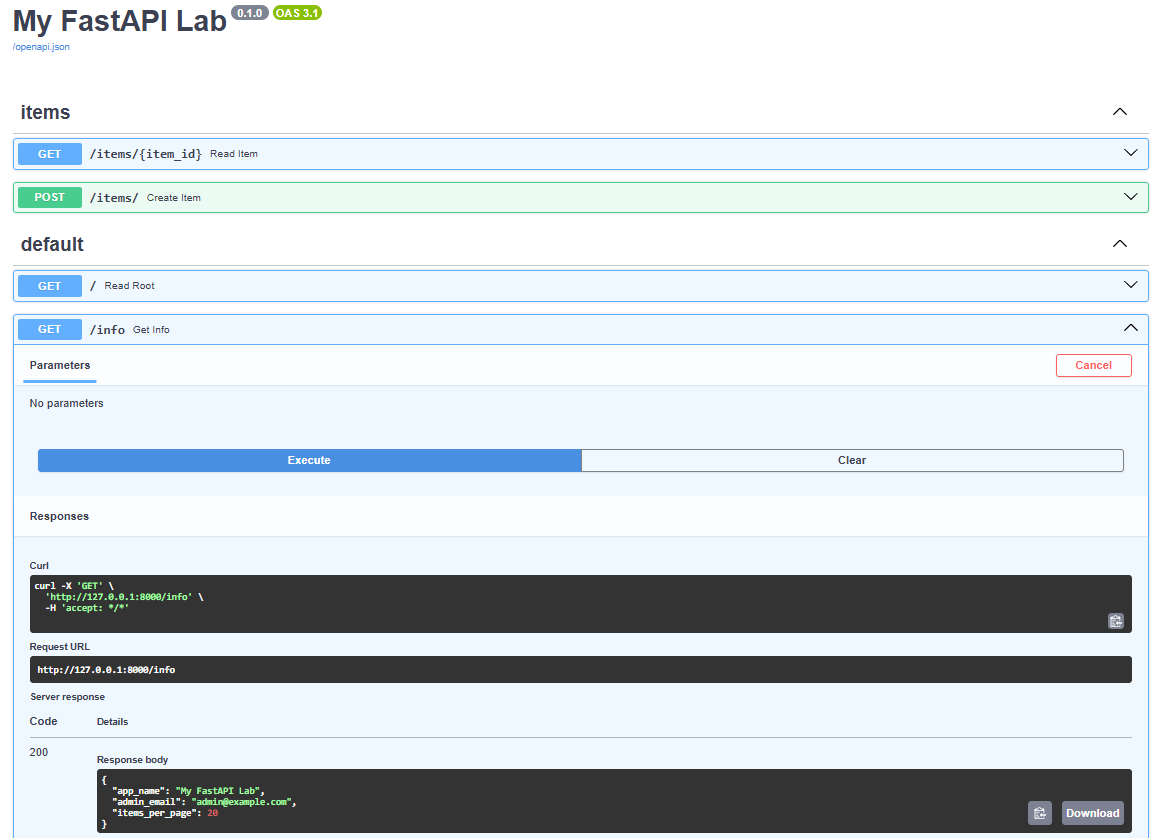 My FastAPI Lab 0.1.0 OAS 3.1
/openapi.json
items
GET /items/{item_id} Read Item
POST /items/ Create Item
default
GET / Read Root
GET /info Get Info
Parameters Cancel
No parameters
Execute Clear
Responses
Curl
curl -X 'GET' \
  'http://127.0.0.1:8000/info' \
  -H 'accept: */*'
Request URL
http://127.0.0.1:8000/info
Server response
Code Details
200
Response body
{
  "app_name": "My FastAPI Lab",
  "admin_email": "admin@example.com",
  "items_per_page": 20
}
Download